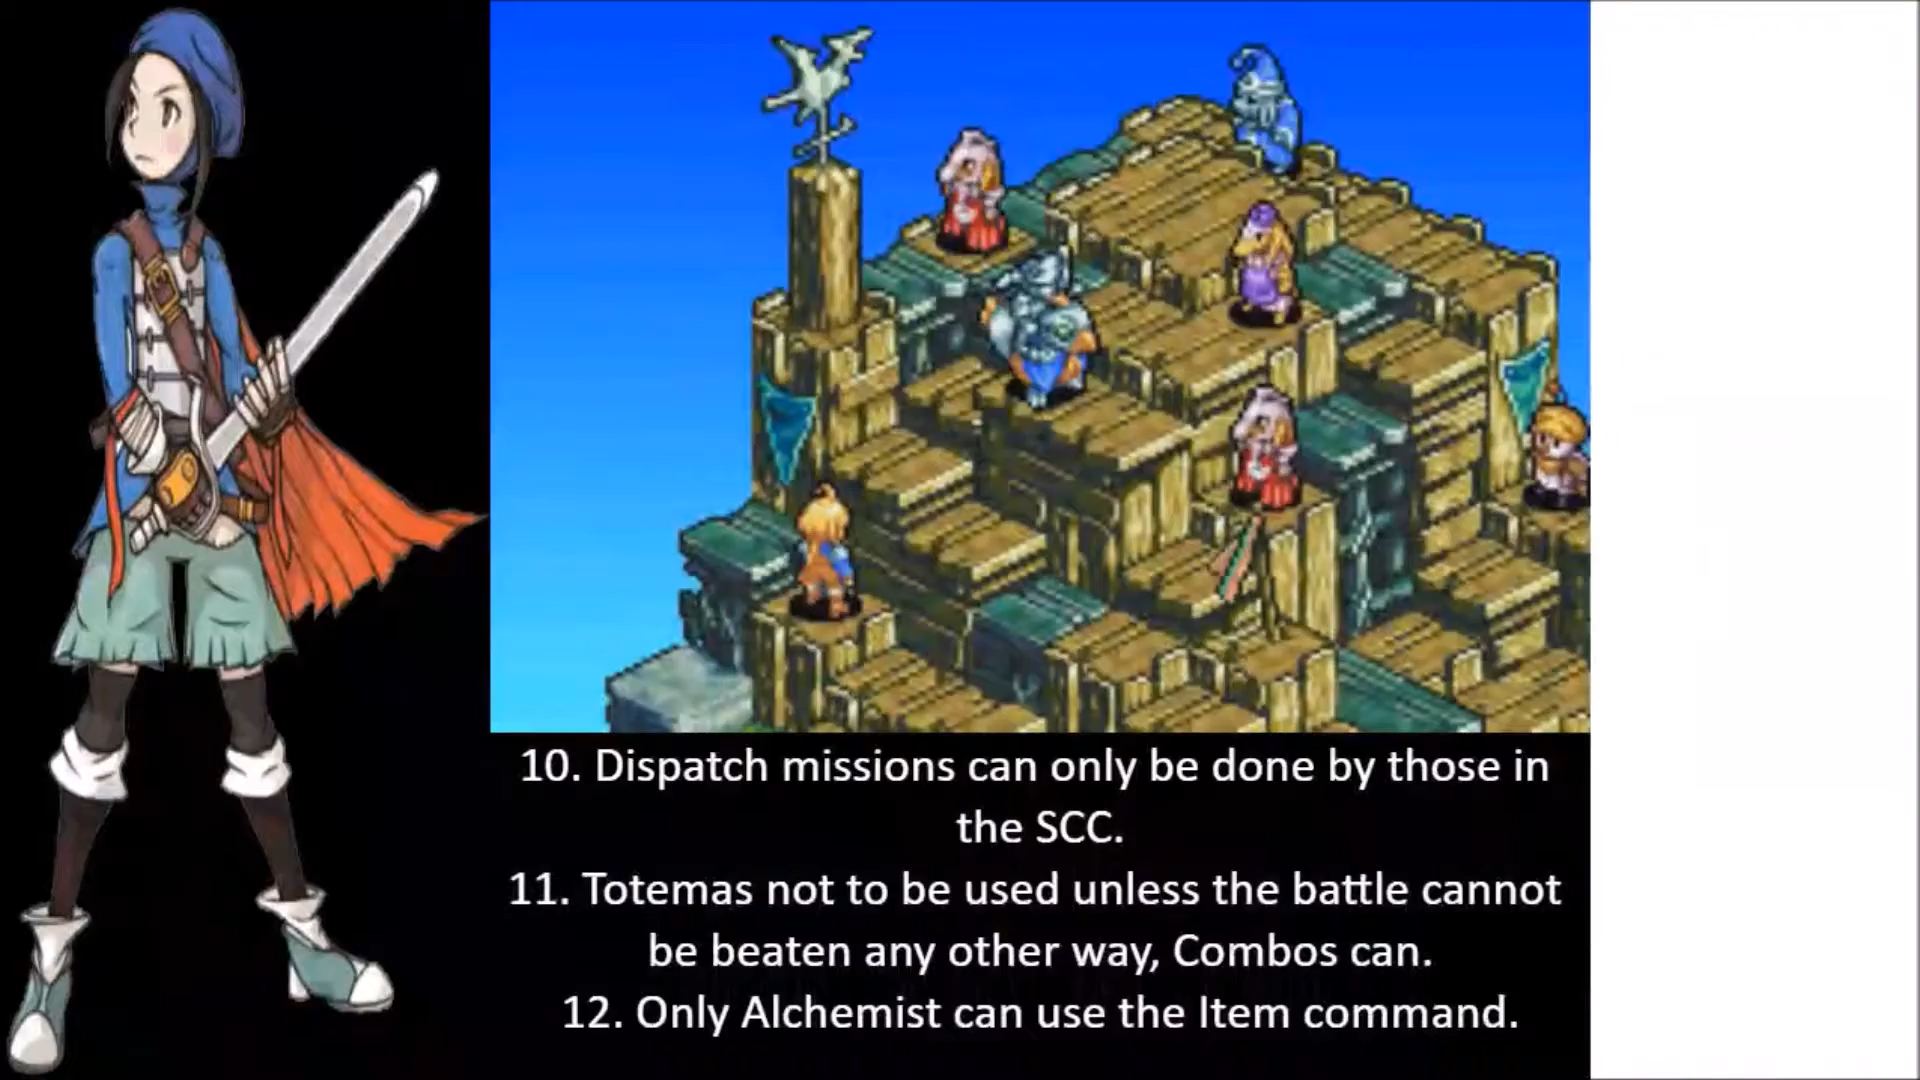 10. Dispatch missions can only be done by those in
the SCC.
11. Totemas not to be used unless the battle cannot
be beaten any other way, Combos can.
12. Only Alchemist can use the Item command.